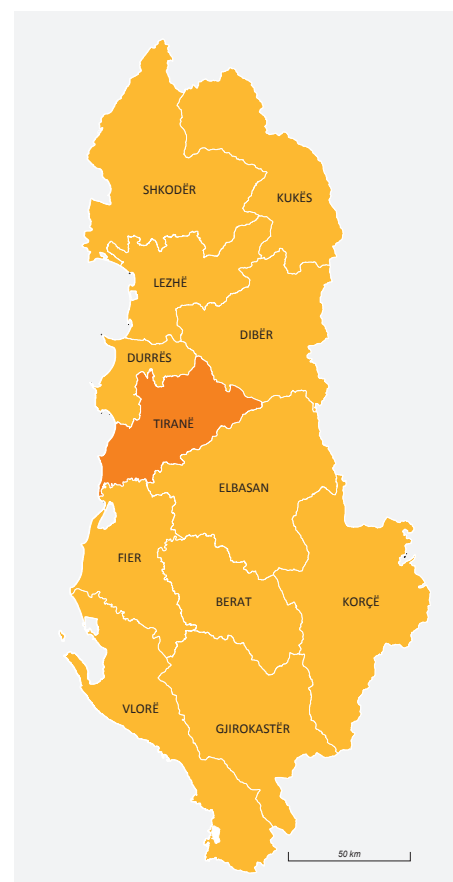 SHKODËR
KUKËS
LEZHË
DIBËR
DURRËS
TIRANË
ELBASAN
FIER
BERAT
KORÇË
VLORË
GJIROKASTËR
50 km